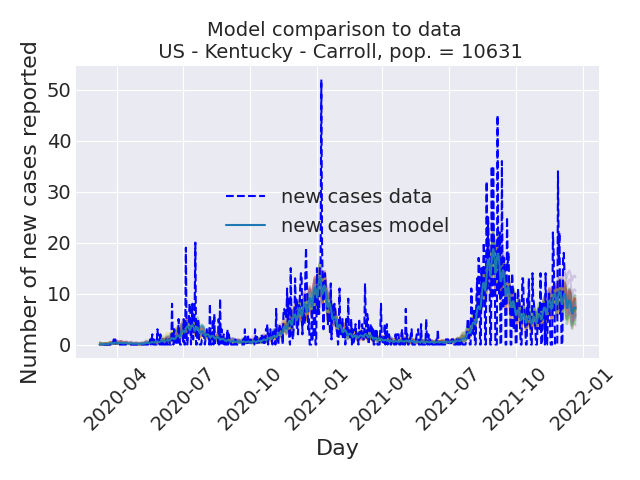 Model comparison to data
US - Kentucky - Carroll, pop. = 10631
Number of new cases reported
50
40
30
20
10
0
new cases data
new cases model
2020-04
2020-07
2020-10
2021-01
2021-04
2021-07
2021-10
2022-01
Day